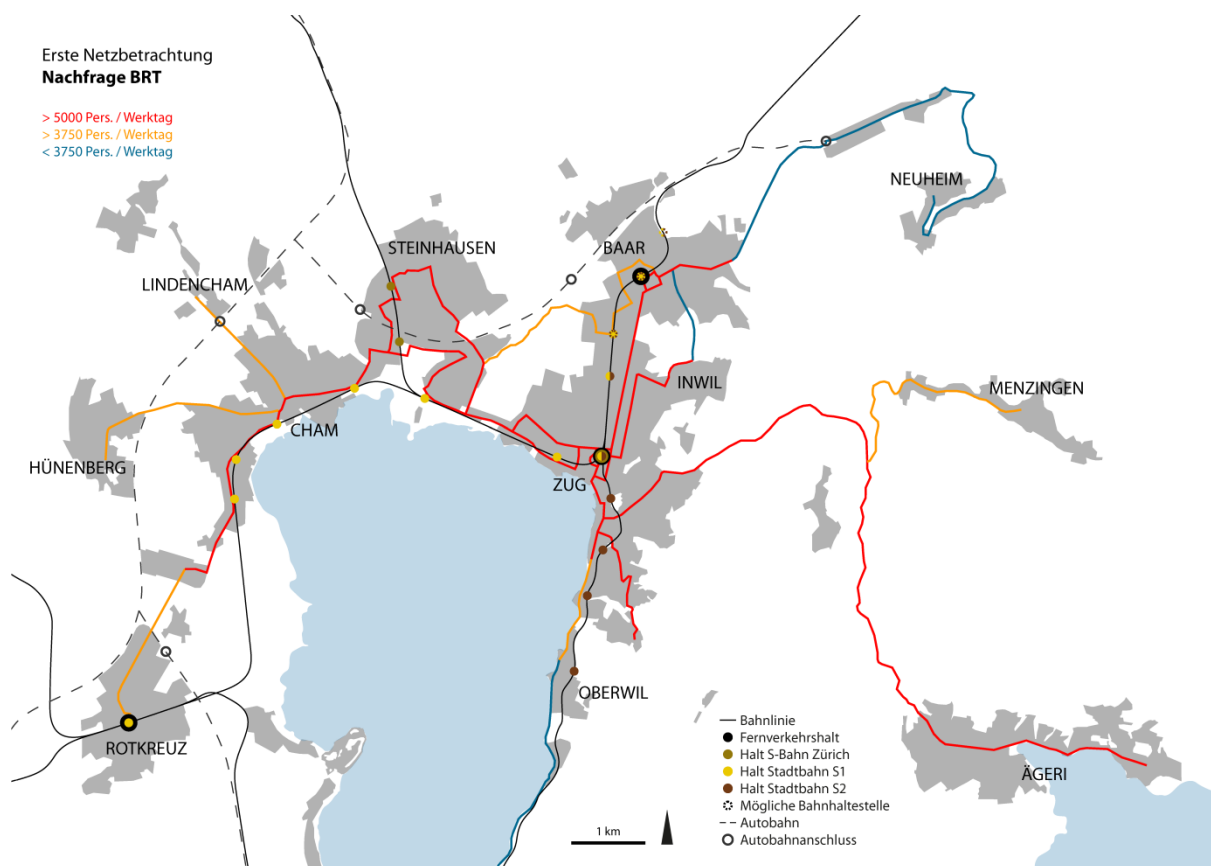 Erste Netzbetrachtung
Nachfrage BRT
> 5000 Pers. / Werktag
> 3750 Pers. / Werktag
< 3750 Pers. / Werktag
NEUHEIM
STEINHAUSEN
BAAR
LINDENCHAM
INWIL
MENZINGEN
CHAM
HÜNENBERG
ZUG
OBERWIL
ROTKREUZ
ÄGERI
Bahnlinie
Fernverkehrshalt
Halt S-Bahn Zürich
Halt Stadtbahn S1
Halt Stadtbahn S2
Mögliche Bahnhaltestelle
Autobahn
Autobahnanschluss
1 km